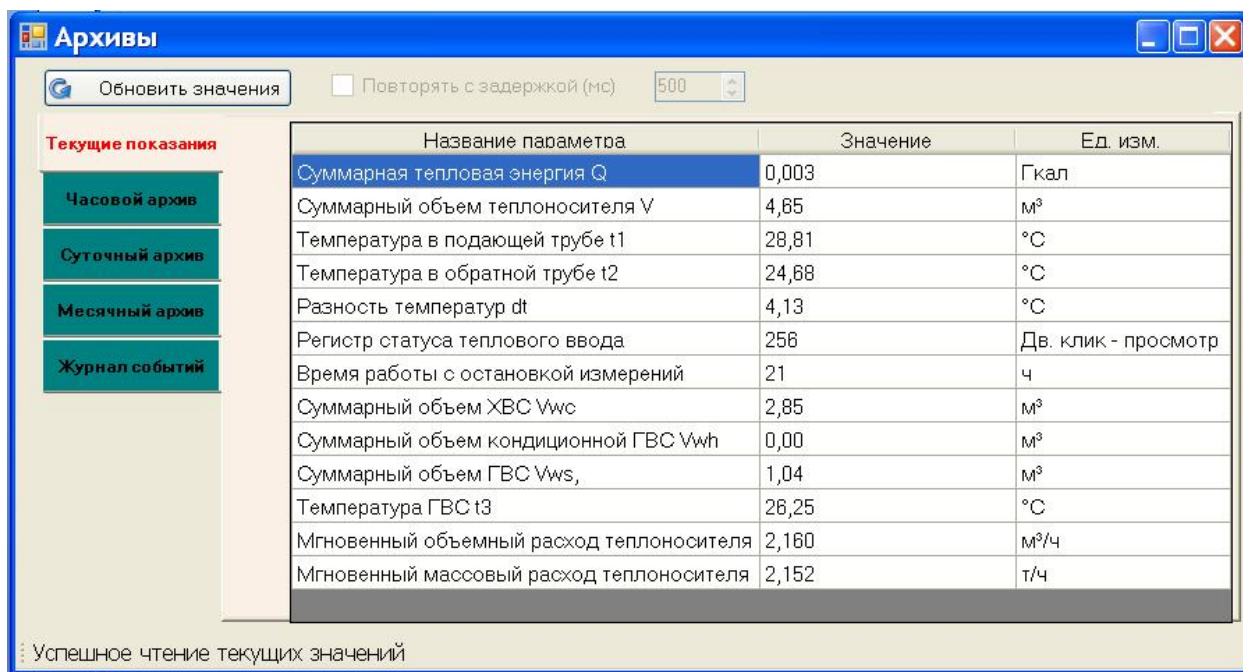 Архивы
Обновить значения Повторять с задержкой (мс) 500
Текущие показания
Часовой архив
Суточный архив
Месячный архив
Журнал событий
Название параметра Значение Ед. изм.
Суммарная тепловая энергия Q 0,003 Гкал
Суммарный объем теплоносителя V 4,65 м³
Температура в подающей трубе t1 28,81 °C
Температура в обратной трубе t2 24,68 °C
Разность температур dt 4,13 °C
Регистр статуса теплового ввода 256 Дв. клик - просмотр
Время работы с остановкой измерений 21 ч
Суммарный объем ХВС Vwc 2,85 м³
Суммарный объем кондиционной ГВС Vwh 0,00 м³
Суммарный объем ГВС Vws, 1,04 м³
Температура ГВС t3 26,25 °C
Мгновенный объемный расход теплоносителя 2,160 м³/ч
Мгновенный массовый расход теплоносителя 2,152 т/ч
Успешное чтение текущих значений